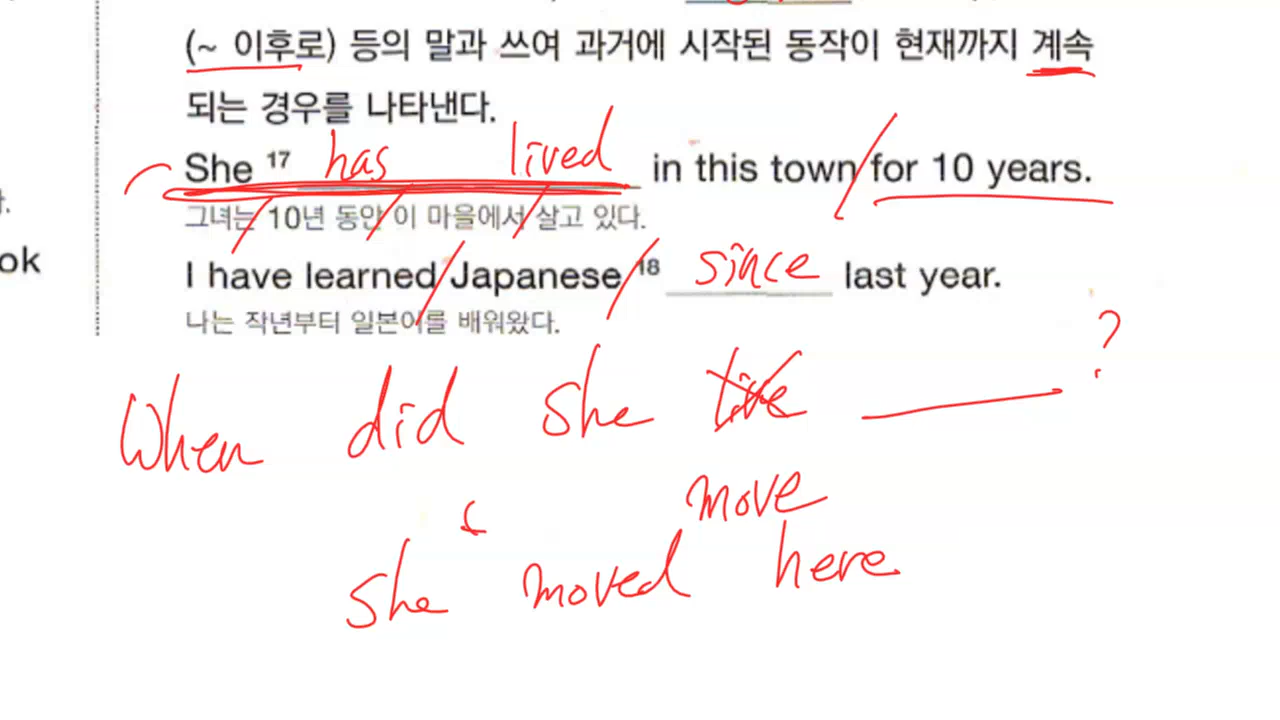 (~ 이후로) 등의 말과 쓰여 과거에 시작된 동작이 현재까지 계속
되는 경우를 나타낸다.
She 17 has lived in this town for 10 years.
그녀는 10년 동안 이 마을에서 살고 있다.
ok
I have learned Japanese 18 since last year.
나는 작년부터 일본어를 배워왔다.
When did she live ?
move
she moved here